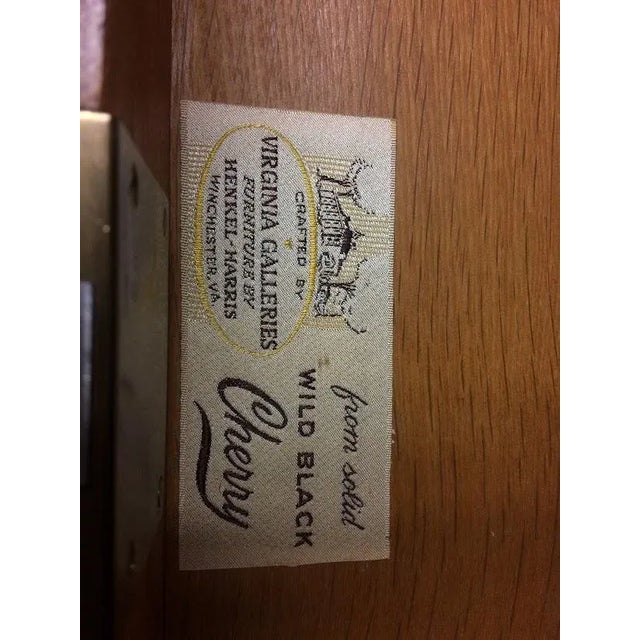 CRAFTED BY
VIRGINIA GALLERIES
FURNITURE BY
HENKEL-HARRIS
WINCHESTER, VA.
from solid
WILD BLACK
Cherry